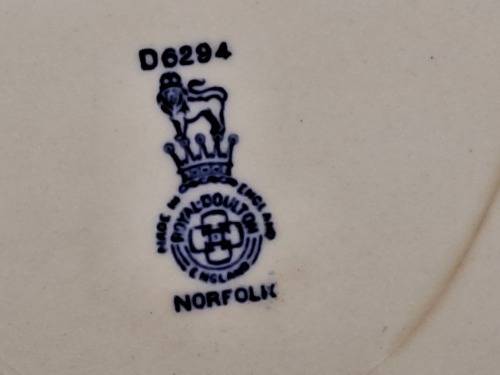 D6294
MADE IN ENGLAND
ROYAL DOULTON
ENGLAND
NORFOLK